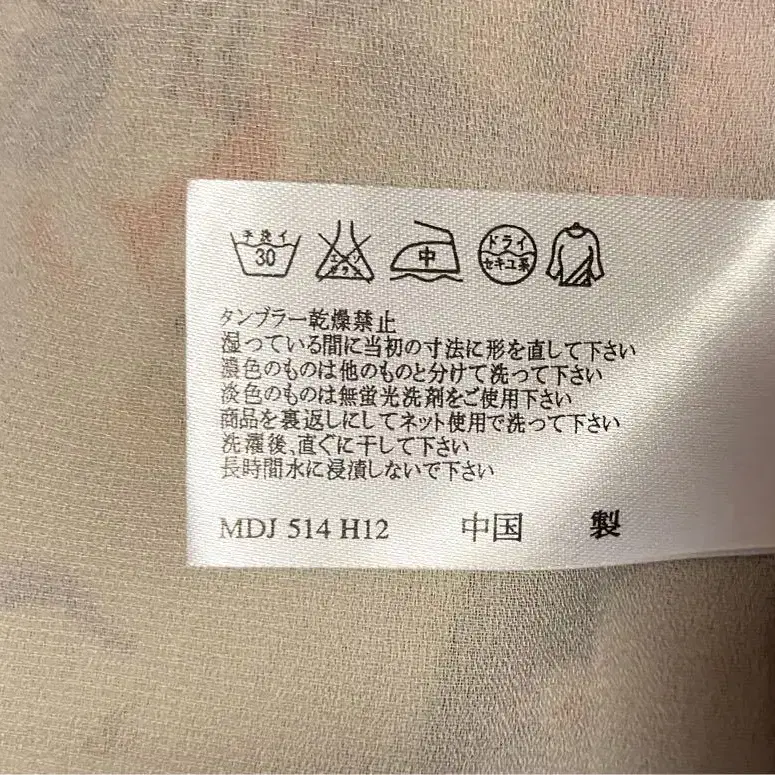 手洗イ 30
エンソ サラシ
中
ドライ
セキユ系
タンブラー乾燥禁止
湿っている間に当初の寸法に形を直して下さい
濃色のものは他のものと分けて洗って下さい
淡色のものは無蛍光洗剤をご使用下さい
商品を裏返しにしてネット使用で洗って下さい
洗濯後、直ぐに干して下さい
長時間水に浸漬しないで下さい
MDJ 514 H12 中国 製